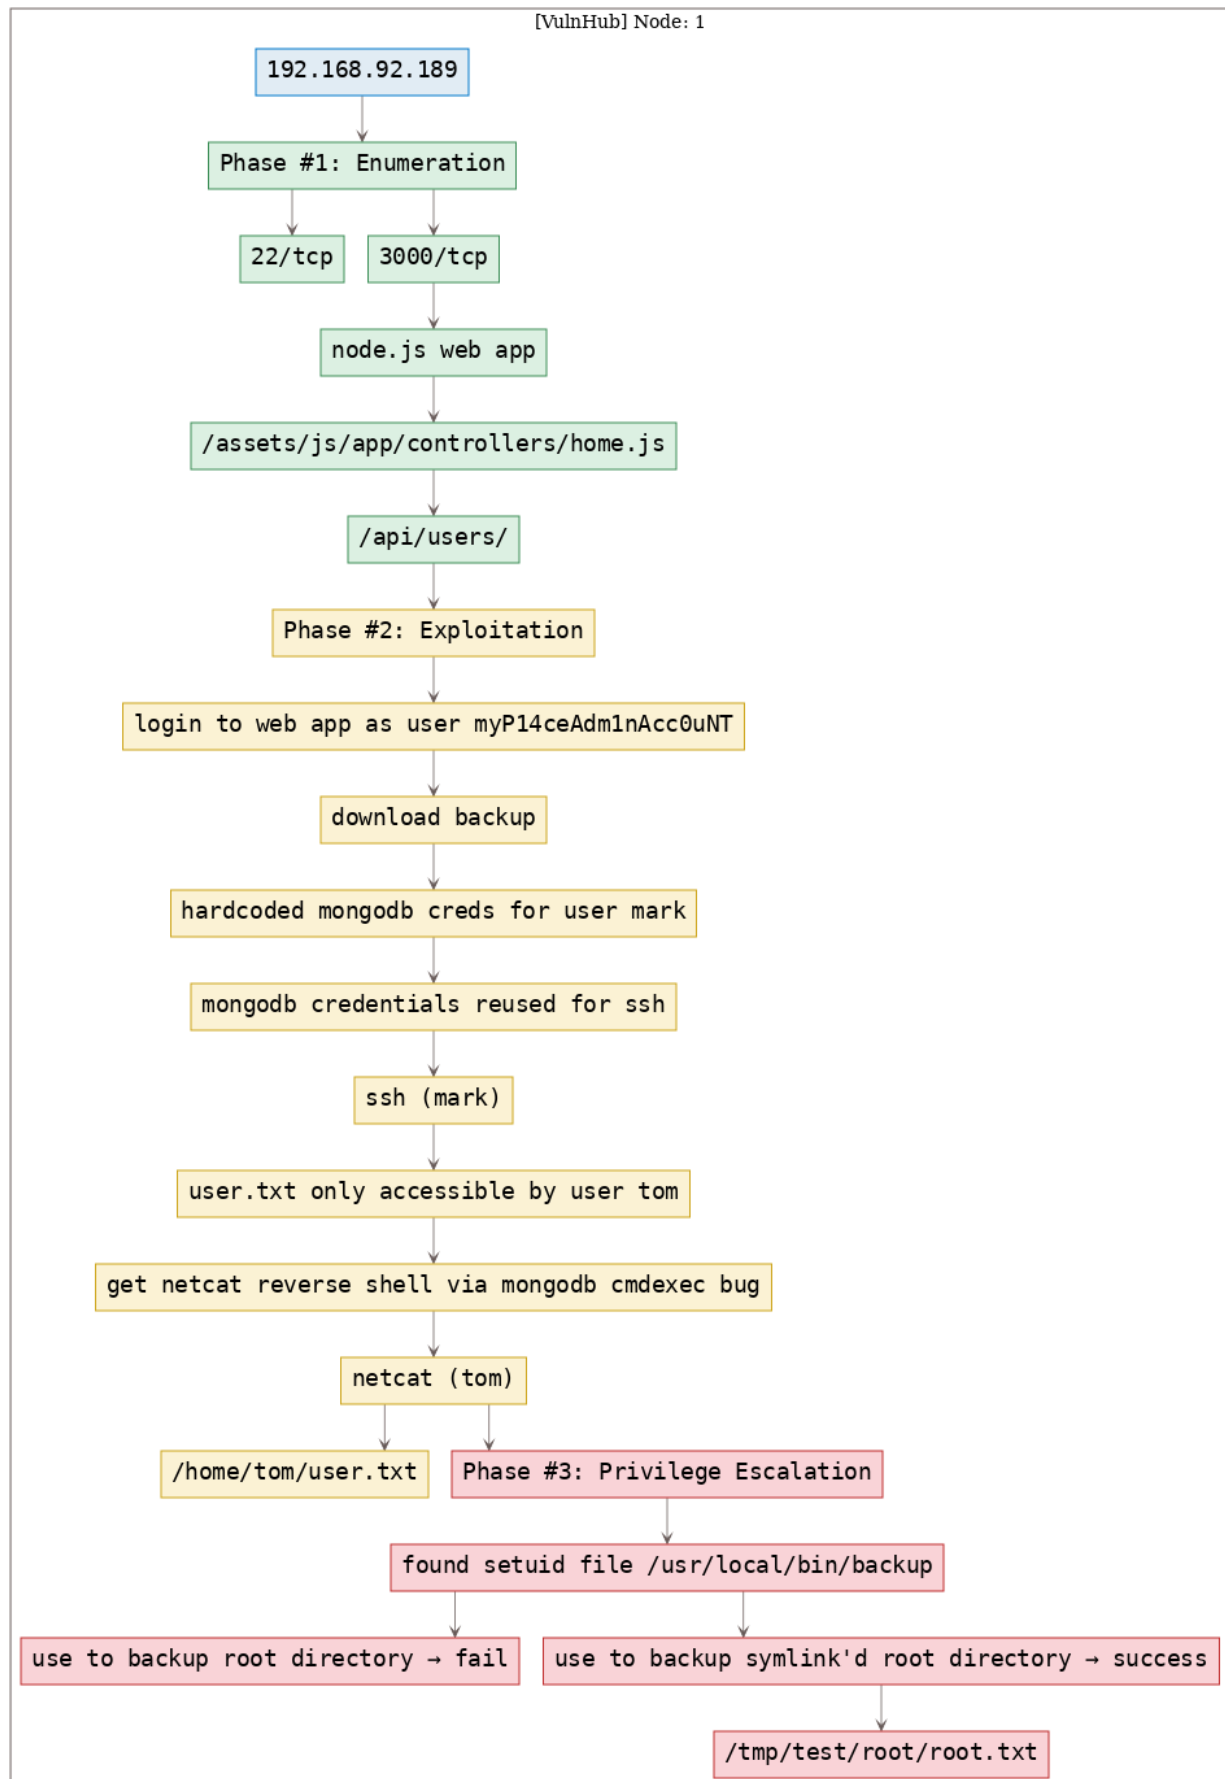 [VulnHub] Node: 1
192.168.92.189
Phase #1: Enumeration
22/tcp
3000/tcp
node.js web app
/assets/js/app/controllers/home.js
/api/users/
Phase #2: Exploitation
login to web app as user myP14ceAdm1nAcc0uNT
download backup
hardcoded mongodb creds for user mark
mongodb credentials reused for ssh
ssh (mark)
user.txt only accessible by user tom
get netcat reverse shell via mongodb cmdexec bug
netcat (tom)
/home/tom/user.txt
Phase #3: Privilege Escalation
found setuid file /usr/local/bin/backup
use to backup root directory → fail
use to backup symlink'd root directory → success
/tmp/test/root/root.txt